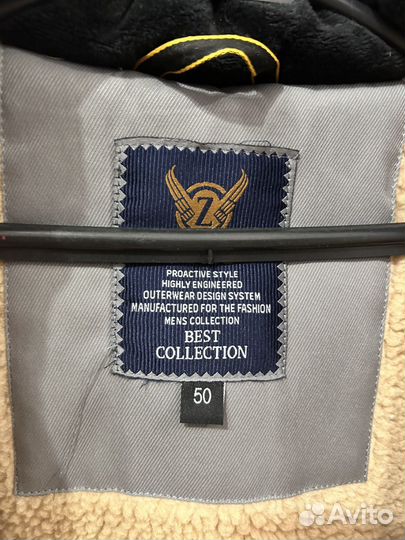 Z
PROACTIVE STYLE
HIGHLY ENGINEERED
OUTERWEAR DESIGN SYSTEM
MANUFACTURED FOR THE FASHION
MENS COLLECTION
BEST
COLLECTION
50
Avito